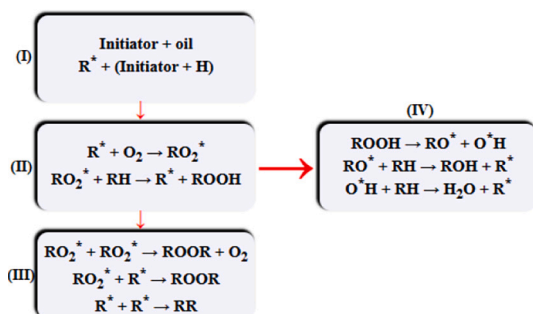 (I)
Initiator + oil
R* + (Initiator + H)
(II)
R* + O₂ → RO₂*
RO₂* + RH → R* + ROOH
(IV)
ROOH → RO* + O*H
RO* + RH → ROH + R*
O*H + RH → H₂O + R*
(III)
RO₂* + RO₂* → ROOR + O₂
RO₂* + R* → ROOR
R* + R* → RR